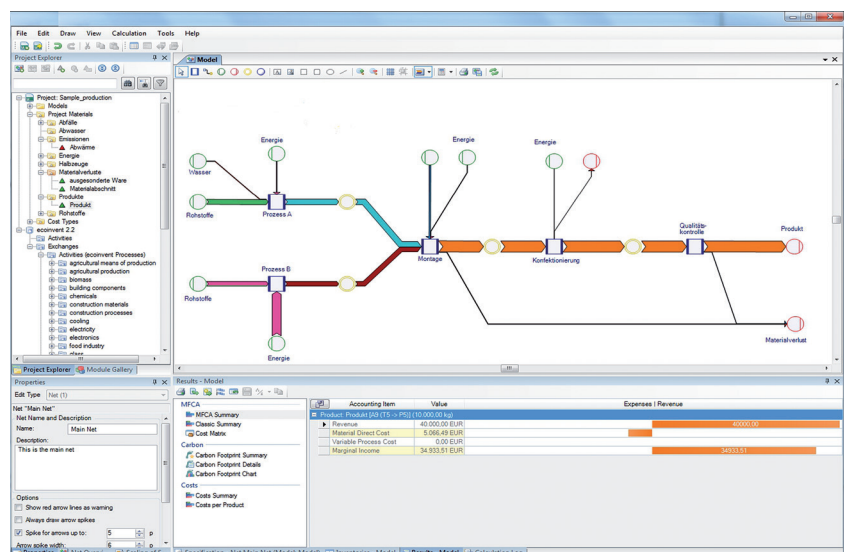 File Edit Draw View Calculation Tools Help
Project Explorer
Model
Project: Sample_production
Models
Project Materials
Abfälle
Abwasser
Emissionen
Abwärme
Energie
Halbzeuge
Materialverluste
ausgesonderte Ware
Materialabschnitt
Produkte
Produkt
Rohstoffe
Cost Types
ecoinvent 2.2
Activities
Exchanges
Activities (ecoinvent Processes)
agricultural means of production
agricultural production
biomass
building components
chemicals
construction materials
construction processes
cooling
electricity
electronics
food industry
glass
Project Explorer Module Gallery
Energie
Energie
Energie
Wasser
Rohstoffe
Prozess A
Qualitäts-
kontrolle
Produkt
Montage
Konfektionierung
Prozess B
Rohstoffe
Materialverlust
Energie
Properties
Edit Type Net (1)
Net "Main Net"
Net Name and Description
Name: Main Net
Description:
This is the main net
Options
Show red arrow lines as warning
Always draw arrow spikes
Spike for arrows up to: 5 p
Arrow spike width: 6 p
Results - Model
MFCA
MFCA Summary
Classic Summary
Cost Matrix
Carbon
Carbon Footprint Summary
Carbon Footprint Details
Carbon Footprint Chart
Costs
Costs Summary
Costs per Product
Accounting Item Value Expenses | Revenue
Product: Produkt [A9 (T5 -> P5)] (10.000,00 kg)
Revenue 40.000,00 EUR 40000.00
Material Direct Cost 5.066,49 EUR
Variable Process Cost 0,00 EUR
Marginal Income 34.933,51 EUR 34933.51